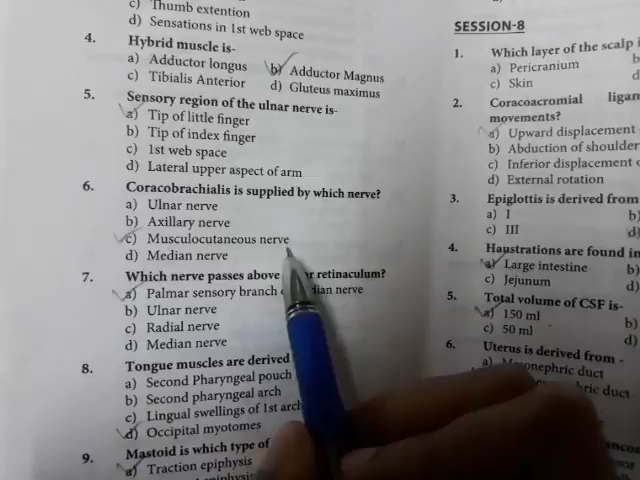 c) Thumb extention
d) Sensations in 1st web space
4. Hybrid muscle is-
a) Adductor longus b) Adductor Magnus
c) Tibialis Anterior d) Gluteus maximus
5. Sensory region of the ulnar nerve is-
a) Tip of little finger
b) Tip of index finger
c) 1st web space
d) Lateral upper aspect of arm
6. Coracobrachialis is supplied by which nerve?
a) Ulnar nerve
b) Axillary nerve
c) Musculocutaneous nerve
d) Median nerve
7. Which nerve passes above retinaculum?
a) Palmar sensory branch nerve
b) Ulnar nerve
c) Radial nerve
d) Median nerve
8. Tongue muscles are derived
a) Second Pharyngeal pouch
b) Second pharyngeal arch
c) Lingual swellings of 1st arch
d) Occipital myotomes
9. Mastoid is which type of
a) Traction epiphysis
SESSION-8
1. Which layer of the scalp
a) Pericranium b
c) Skin d
2. Coracoacromial
movements?
a) Upward displacement
b) Abduction of shoulder
c) Inferior displacement
d) External rotation
3. Epiglottis is derived from
a) I b)
c) III d)
4. Haustrations are found in
a) Large intestine b)
c) Jejunum d)
5. Total volume of CSF is-
a) 150 ml b)
c) 50 ml d)
6. Uterus is derived from -
a) duct
duct